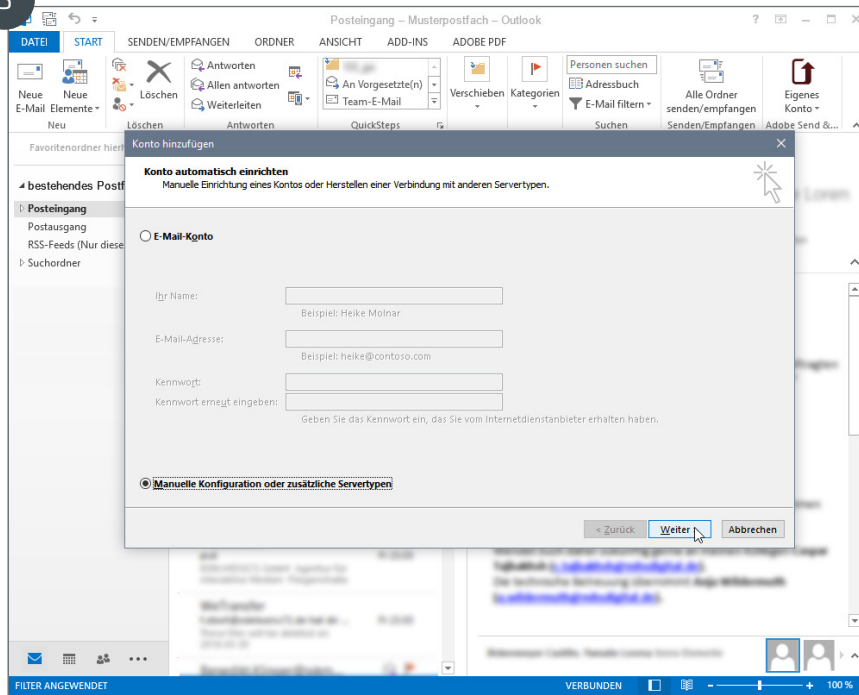 Posteingang – Musterpostfach – Outlook
DATEI START SENDEN/EMPFANGEN ORDNER ANSICHT ADD-INS ADOBE PDF
Neue E-Mail
Neue Elemente
Neu
Löschen
Löschen
Antworten
Allen antworten
Weiterleiten
Antworten
An Vorgesetzte(n)
Team-E-Mail
QuickSteps
Verschieben
Kategorien
Personen suchen
Adressbuch
E-Mail filtern
Suchen
Alle Ordner
senden/empfangen
Senden/Empfangen
Eigenes
Konto
Adobe Send &...
Favoritenordner hierh
bestehendes Postf
Posteingang
Postausgang
RSS-Feeds (Nur diese
Suchordner
Konto hinzufügen
Konto automatisch einrichten
Manuelle Einrichtung eines Kontos oder Herstellen einer Verbindung mit anderen Servertypen.
E-Mail-Konto
Ihr Name:
Beispiel: Heike Molnar
E-Mail-Adresse:
Beispiel: heike@contoso.com
Kennwort:
Kennwort erneut eingeben:
Geben Sie das Kennwort ein, das Sie vom Internetdienstanbieter erhalten haben.
Manuelle Konfiguration oder zusätzliche Servertypen
< Zurück Weiter Abbrechen
FILTER ANGEWENDET VERBUNDEN 100 %